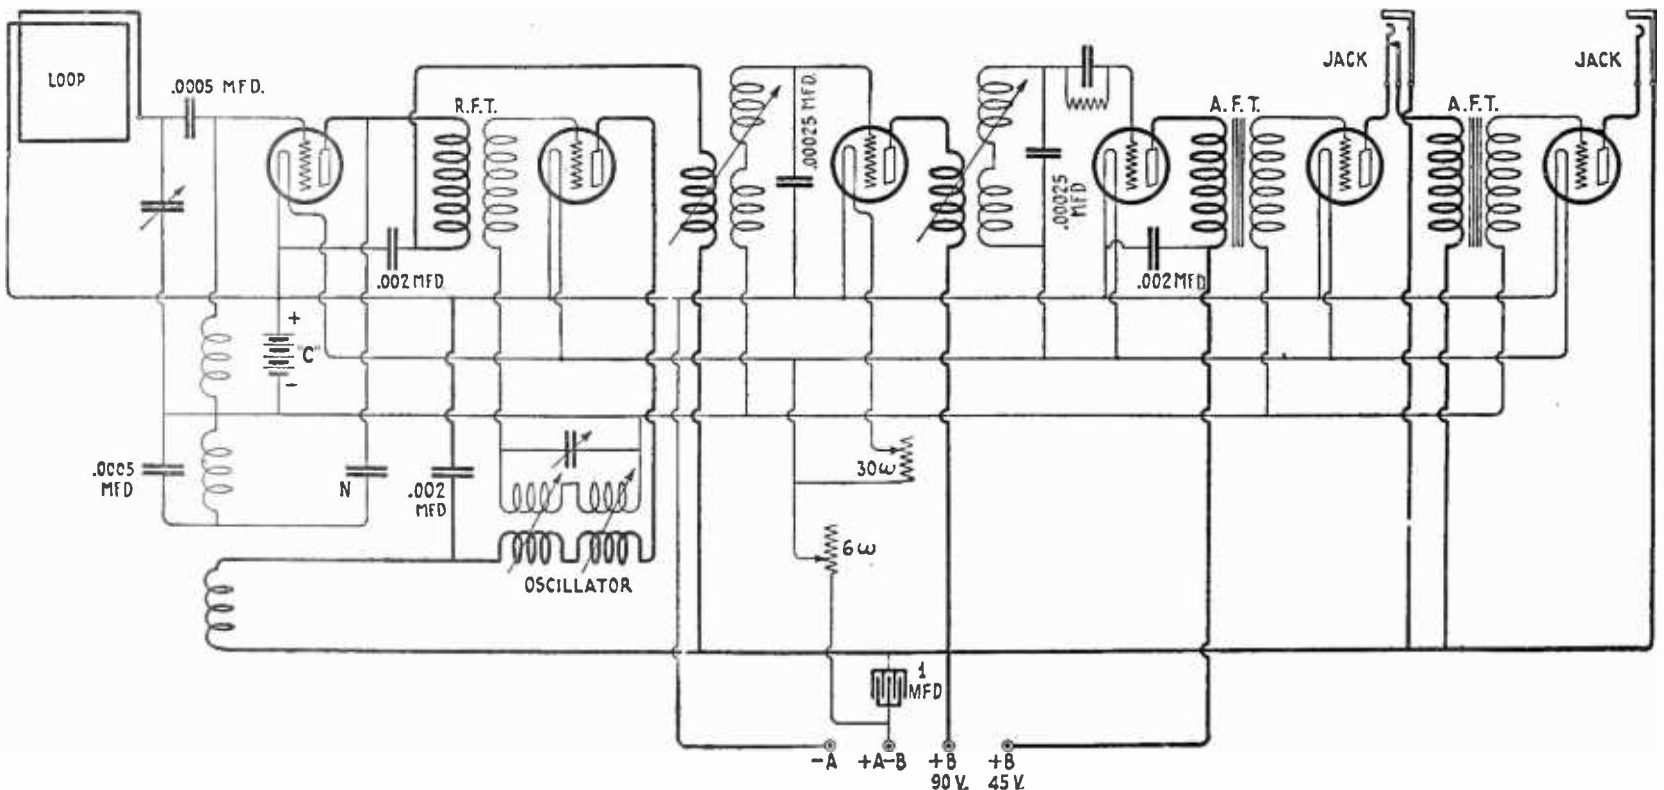 LOOP
.0005 MFD.
R.F.T.
.00025 MFD.
.00025
MFD
JACK
JACK
A.F.T.
A.F.T.
.002 MFD
.002 MFD
+
"C"
-
.0005
MFD
N
.002
MFD
30ω
6ω
OSCILLATOR
1
MFD
-A
+A-B
+B
90 V.
+B
45 V.